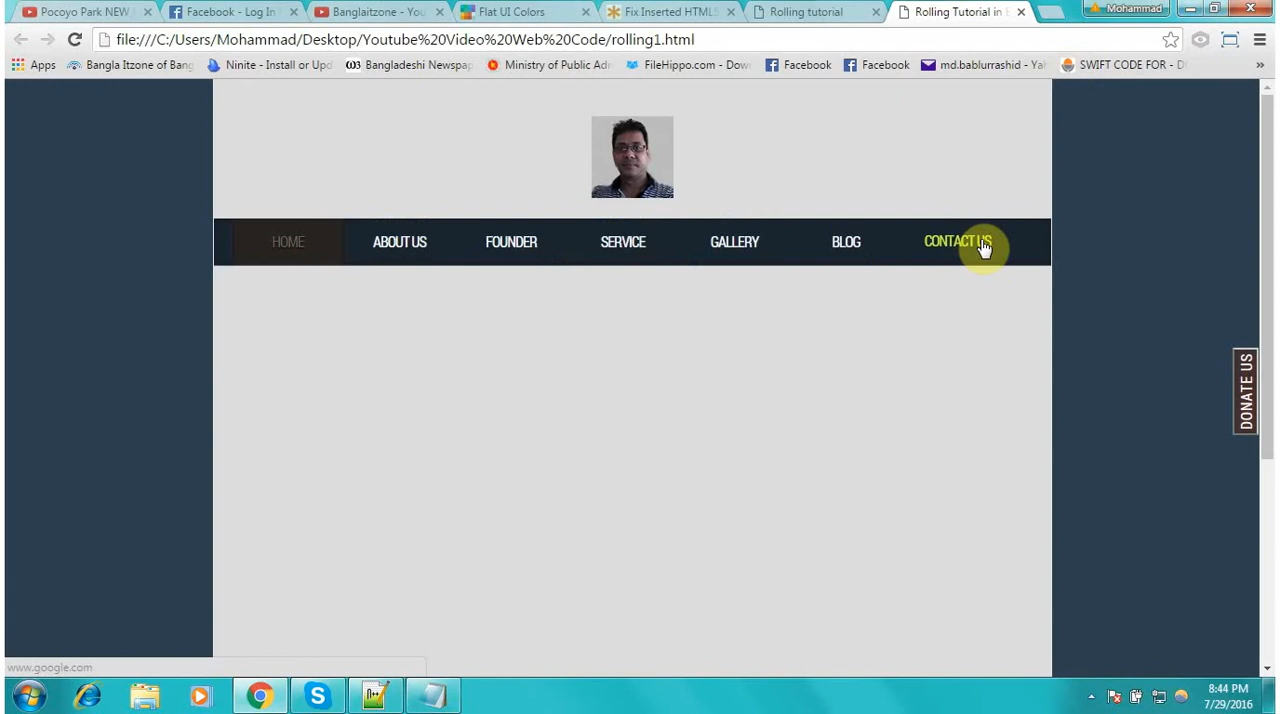 Pocoyo Park NEW
Facebook - Log In
Banglaitzone - You
Flat UI Colors
Fix Inserted HTML5
Rolling tutorial
Rolling Tutorial in
Mohammad
file:///C:/Users/Mohammad/Desktop/Youtube%20Video%20Web%20Code/rolling1.html
Apps
Bangla Itzone of Bang
Ninite - Install or Upd
Bangladeshi Newspap
Ministry of Public Adm
FileHippo.com - Down
Facebook
Facebook
md.bablurrashid - Yah
SWIFT CODE FOR - D
HOME
ABOUT US
FOUNDER
SERVICE
GALLERY
BLOG
CONTACT US
DONATE US
www.google.com
8:44 PM
7/29/2016